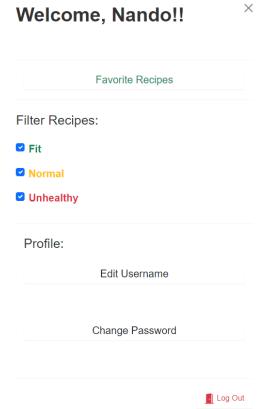 Welcome, Nando!!
Favorite Recipes
Filter Recipes:
Fit
Normal
Unhealthy
Profile:
Edit Username
Change Password
Log Out